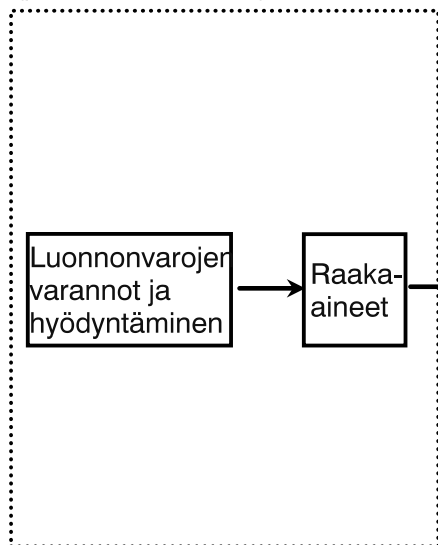 Luonnonvarojen
varannot ja
hyödyntäminen
Raaka-
aineet